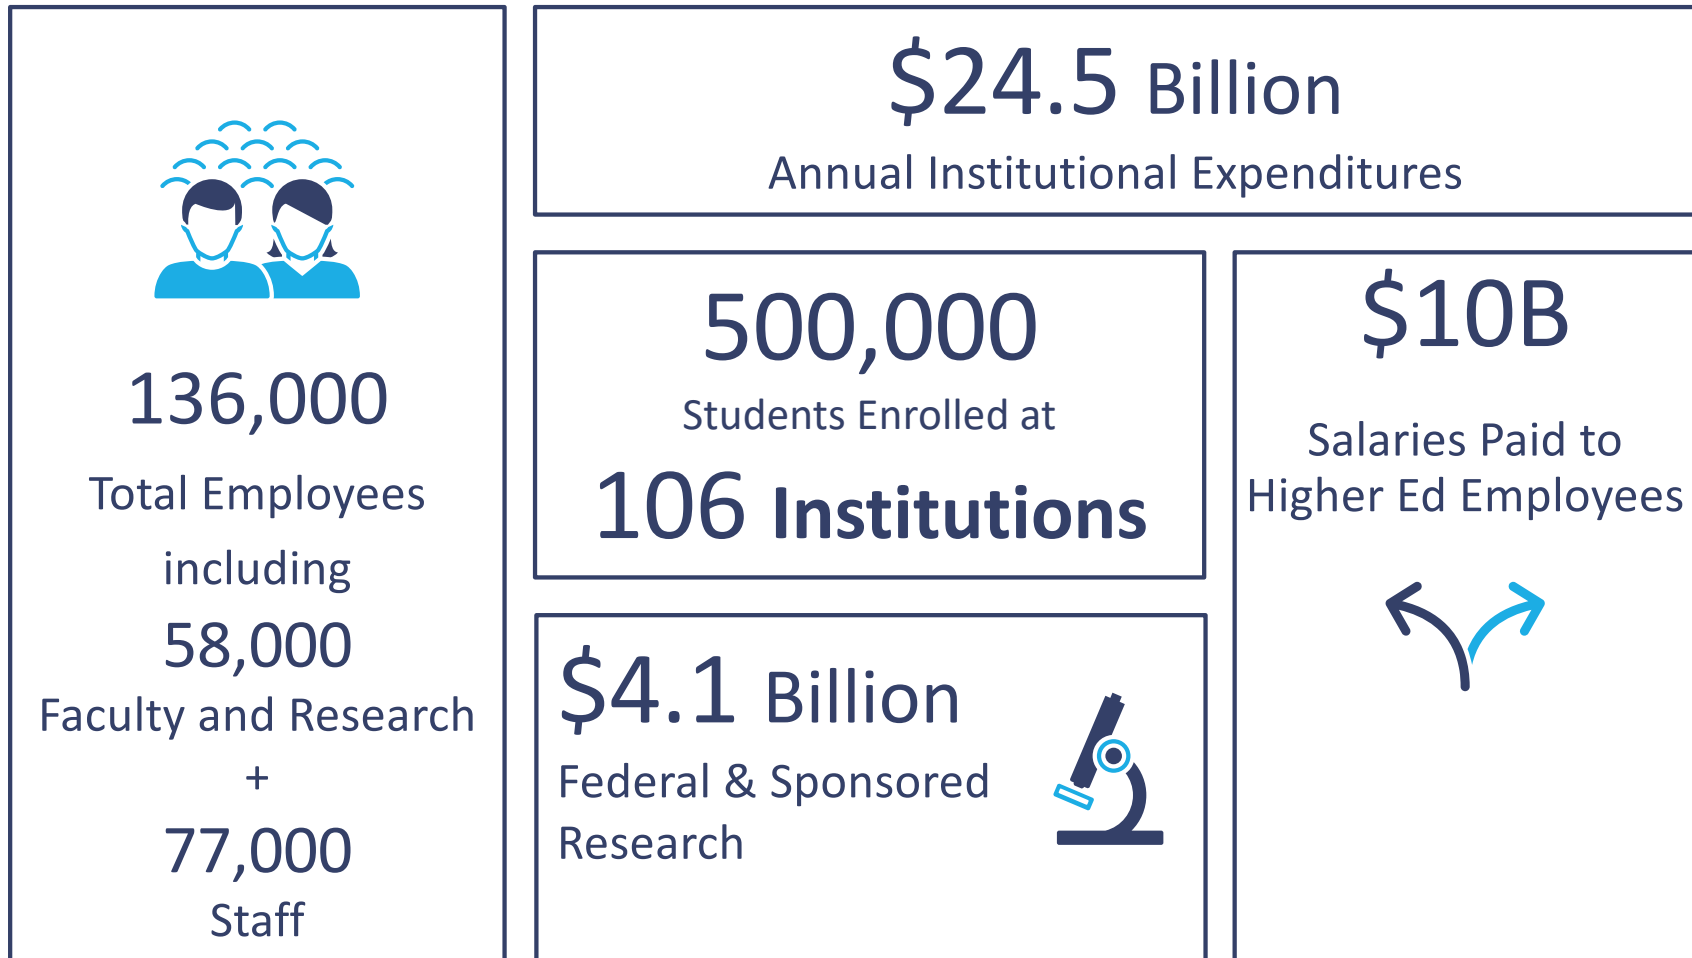 136,000
Total Employees
including
58,000
Faculty and Research
+
77,000
Staff
$24.5 Billion
Annual Institutional Expenditures
500,000
Students Enrolled at
106 Institutions
$4.1 Billion
Federal & Sponsored
Research
$10B
Salaries Paid to
Higher Ed Employees